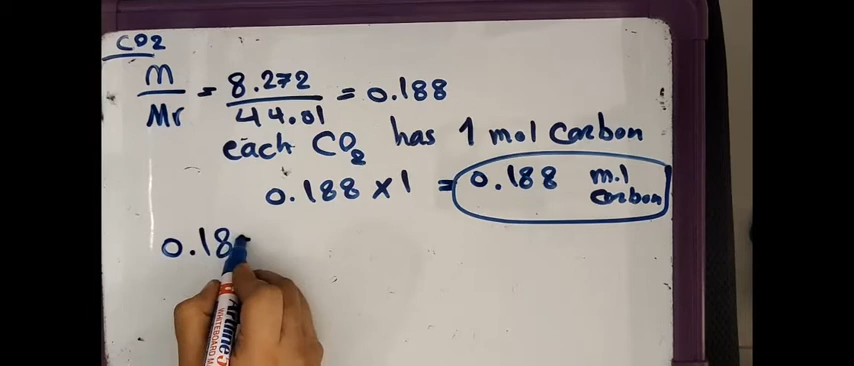 CO2
m/Mr = 8.272/44.01 = 0.188
each CO2 has 1 mol Carbon
0.188 x 1 = 0.188 mol carbon
0.18
Artline
WHITEBOARD M